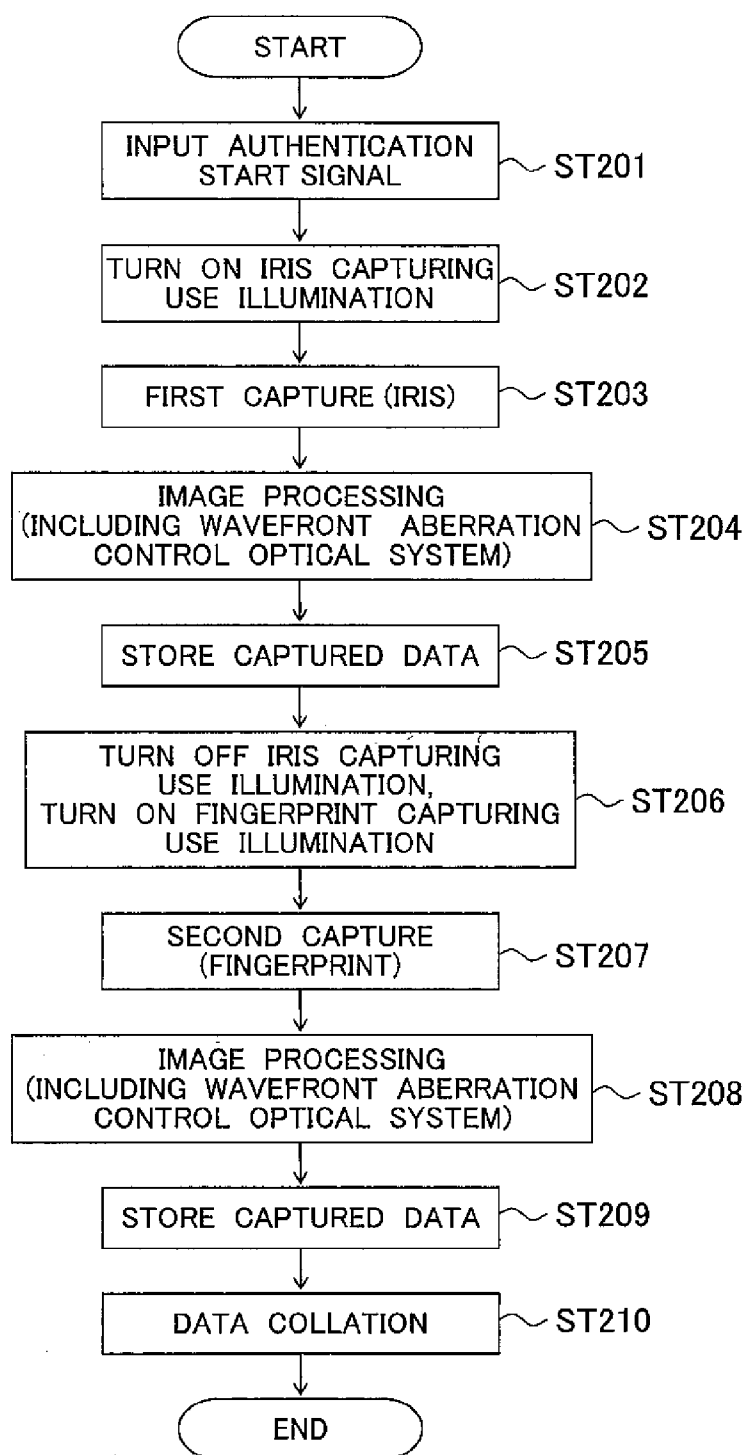 START
INPUT AUTHENTICATION
START SIGNAL
ST201
TURN ON IRIS CAPTURING
USE ILLUMINATION
ST202
FIRST CAPTURE (IRIS)
ST203
IMAGE PROCESSING
(INCLUDING WAVEFRONT ABERRATION
CONTROL OPTICAL SYSTEM)
ST204
STORE CAPTURED DATA
ST205
TURN OFF IRIS CAPTURING
USE ILLUMINATION,
TURN ON FINGERPRINT CAPTURING
USE ILLUMINATION
ST206
SECOND CAPTURE
(FINGERPRINT)
ST207
IMAGE PROCESSING
(INCLUDING WAVEFRONT ABERRATION
CONTROL OPTICAL SYSTEM)
ST208
STORE CAPTURED DATA
ST209
DATA COLLATION
ST210
END